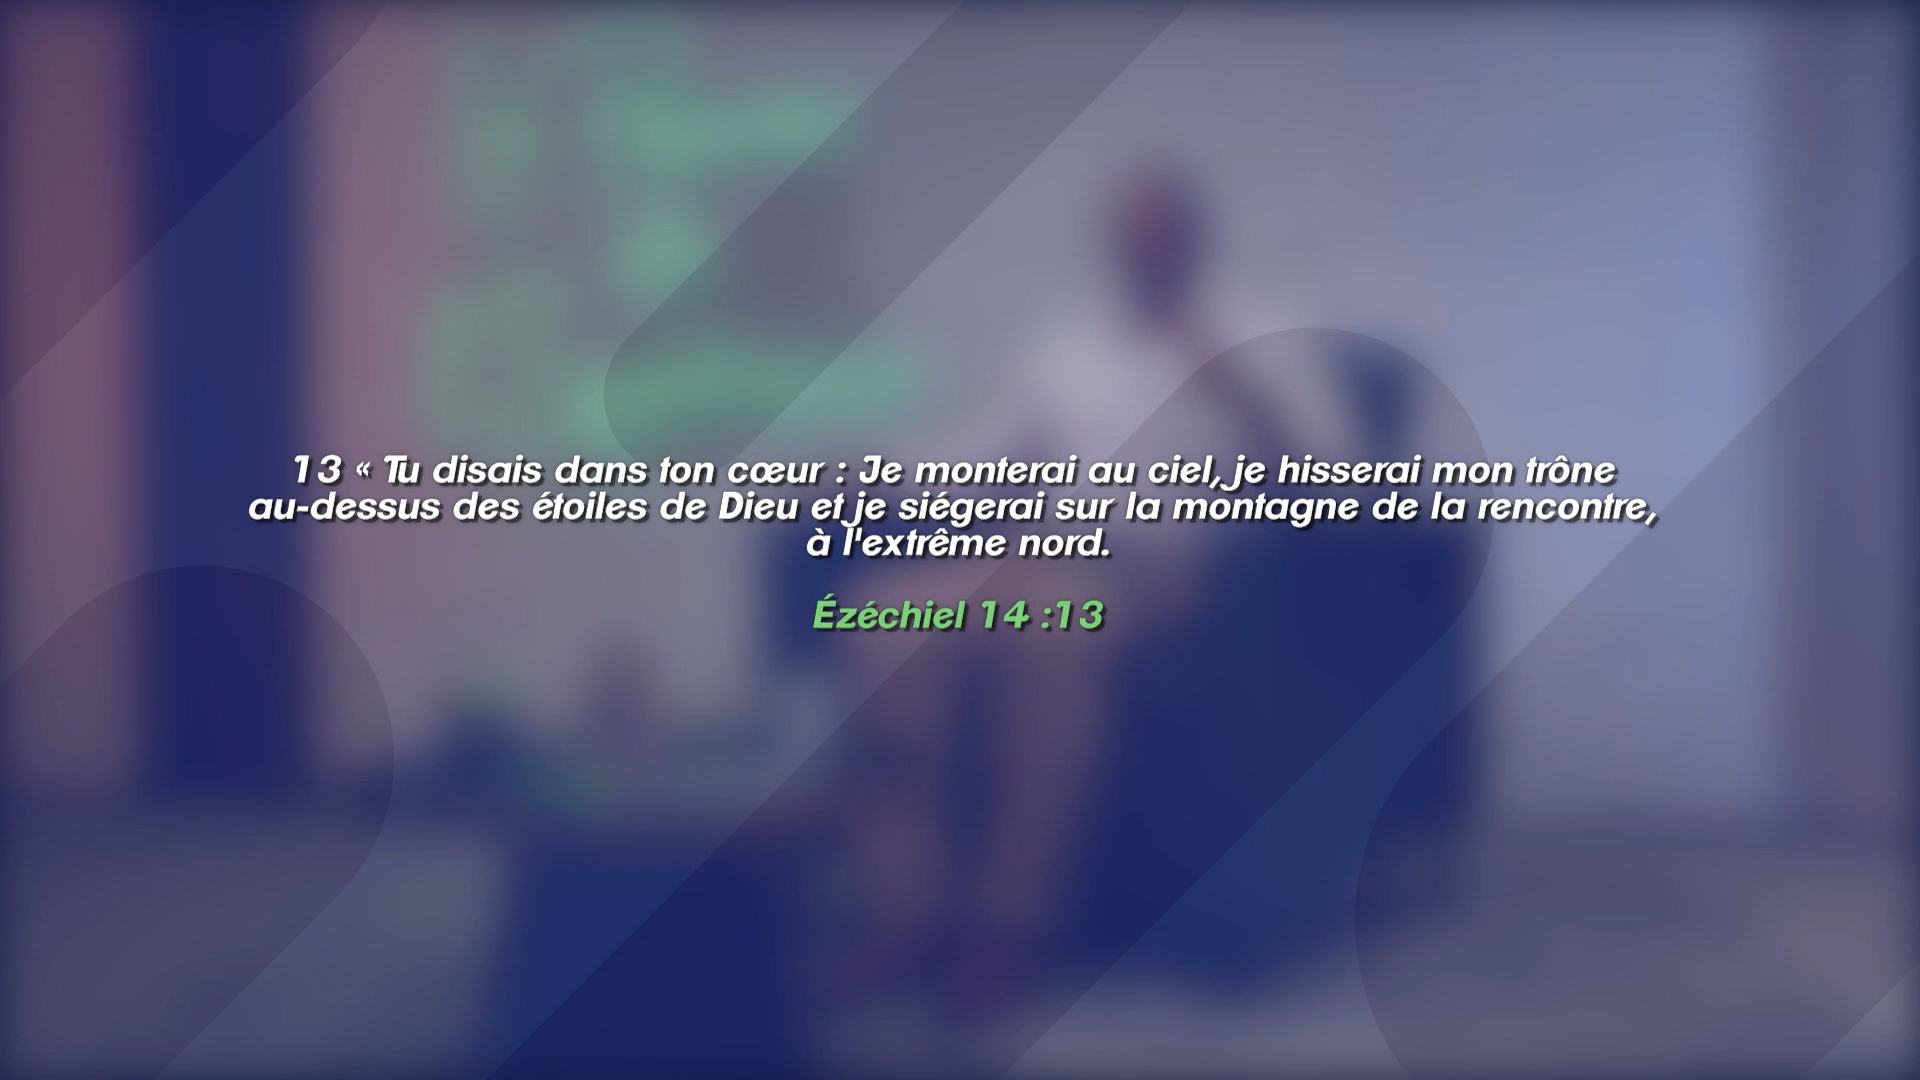 13 « Tu disais dans ton cœur : Je monterai au ciel, je hisserai mon trône
au-dessus des étoiles de Dieu et je siégerai sur la montagne de la rencontre,
à l'extrême nord.
Ézéchiel 14 :13